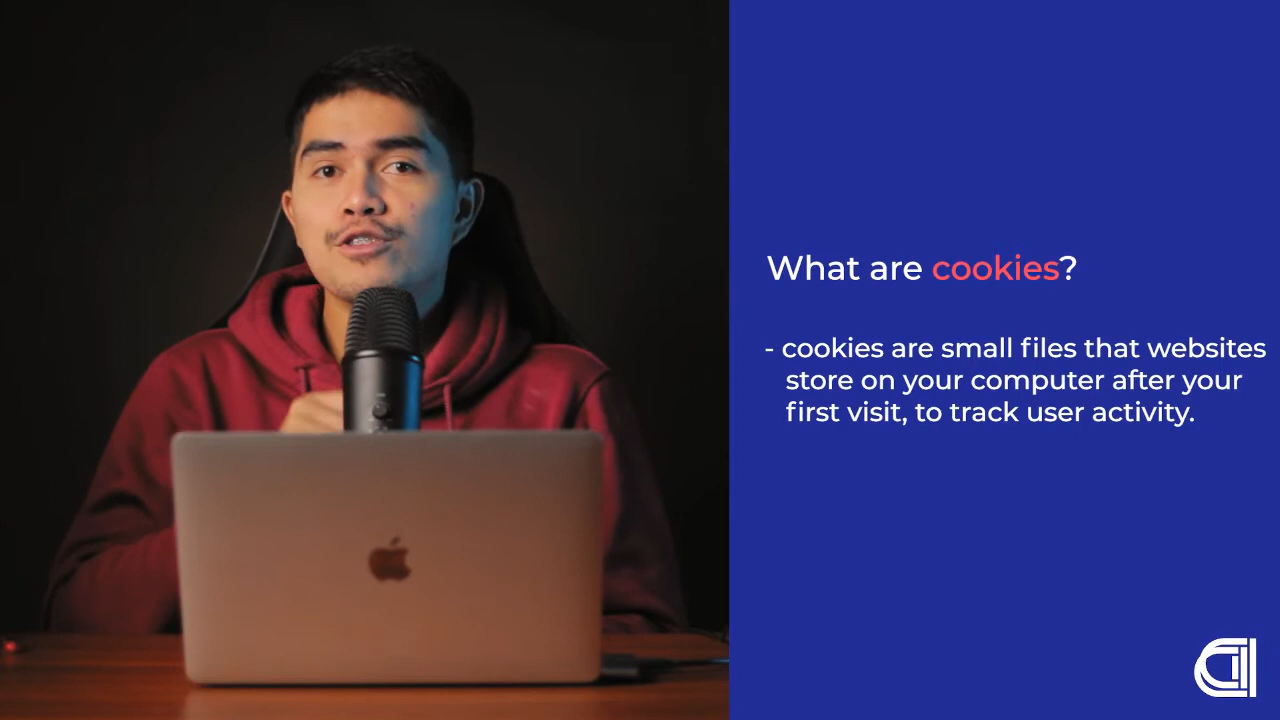 What are cookies?
- cookies are small files that websites
store on your computer after your
first visit, to track user activity.